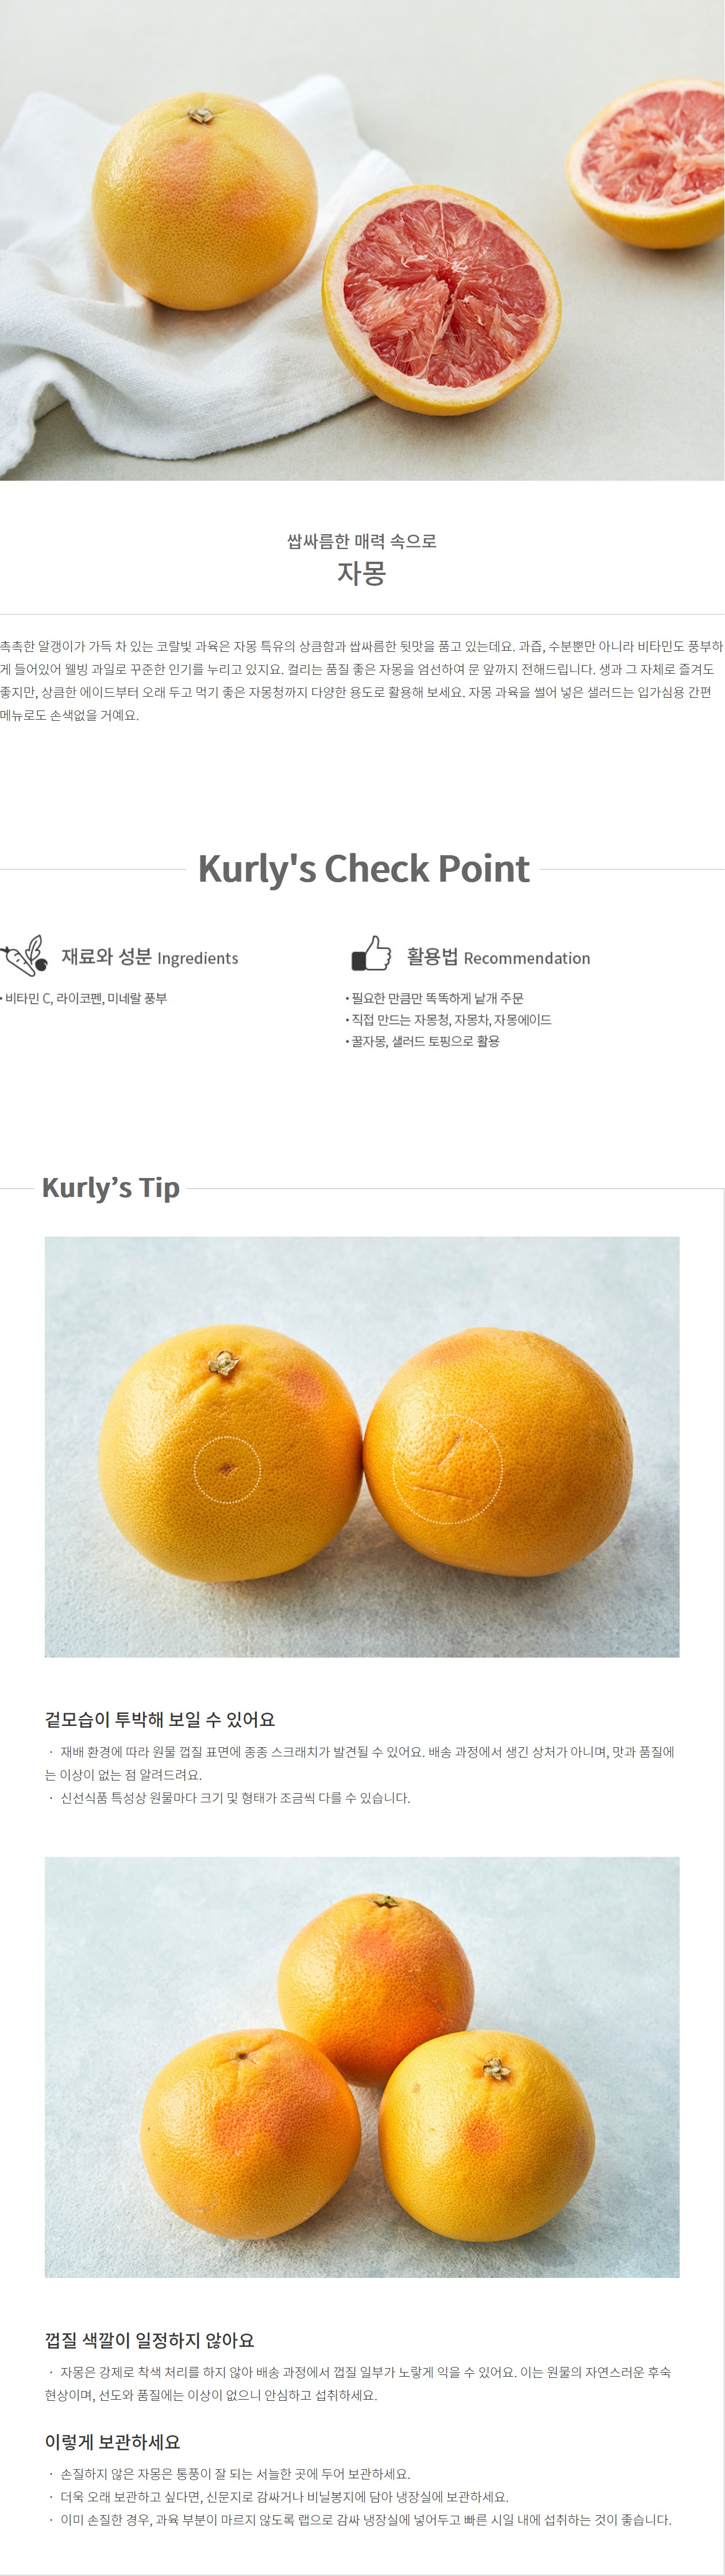 쌉싸름한 매력 속으로
자몽
촉촉한 알갱이가 가득 차 있는 코랄빛 과육은 자몽 특유의 상큼함과 쌉싸름한 뒷맛을 품고 있는데요. 과즙, 수분뿐만 아니라 비타민도 풍부하
게 들어있어 웰빙 과일로 꾸준한 인기를 누리고 있지요. 컬리는 품질 좋은 자몽을 엄선하여 문 앞까지 전해드립니다. 생과 그 자체로 즐겨도
좋지만, 상큼한 에이드부터 오래 두고 먹기 좋은 자몽청까지 다양한 용도로 활용해 보세요. 자몽 과육을 썰어 넣은 샐러드는 입가심용 간편
메뉴로도 손색없을 거예요.
Kurly's Check Point
재료와 성분 Ingredients
• 비타민 C, 라이코펜, 미네랄 풍부
활용법 Recommendation
• 필요한 만큼만 똑똑하게 낱개 주문
• 직접 만드는 자몽청, 자몽차, 자몽에이드
• 꿀자몽, 샐러드 토핑으로 활용
Kurly’s Tip
겉모습이 투박해 보일 수 있어요
· 재배 환경에 따라 원물 껍질 표면에 종종 스크래치가 발견될 수 있어요. 배송 과정에서 생긴 상처가 아니며, 맛과 품질에
는 이상이 없는 점 알려드려요.
· 신선식품 특성상 원물마다 크기 및 형태가 조금씩 다를 수 있습니다.
껍질 색깔이 일정하지 않아요
· 자몽은 강제로 착색 처리를 하지 않아 배송 과정에서 껍질 일부가 노랗게 익을 수 있어요. 이는 원물의 자연스러운 후숙
현상이며, 선도와 품질에는 이상이 없으니 안심하고 섭취하세요.
이렇게 보관하세요
· 손질하지 않은 자몽은 통풍이 잘 되는 서늘한 곳에 두어 보관하세요.
· 더욱 오래 보관하고 싶다면, 신문지로 감싸거나 비닐봉지에 담아 냉장실에 보관하세요.
· 이미 손질한 경우, 과육 부분이 마르지 않도록 랩으로 감싸 냉장실에 넣어두고 빠른 시일 내에 섭취하는 것이 좋습니다.